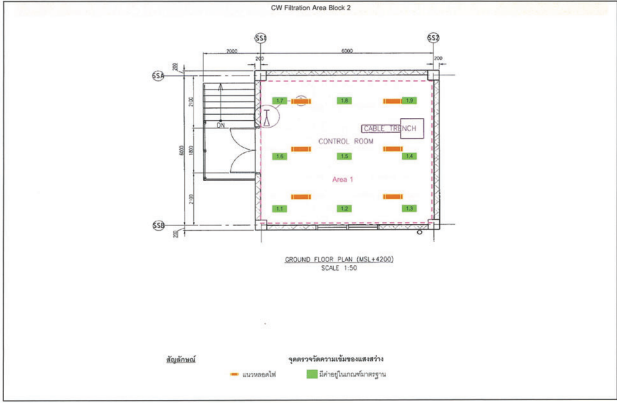 CW Filtration Area Block 2
SS1
SS2
7000
6060
200
200
200
SSA
1.7
1.8
1.9
2100
CABLE TRENCH
DN
CONTROL ROOM
6000
1800
1.6
1.5
1.4
Area 1
2100
1.1
1.2
1.3
SSB
200
GROUND FLOOR PLAN (MSL+4200)
SCALE 1:50
สัญลักษณ์
จุดตรวจวัดความเข้มของแสงสว่าง
แนวหลอดไฟ
มีค่าอยู่ในเกณฑ์มาตรฐาน